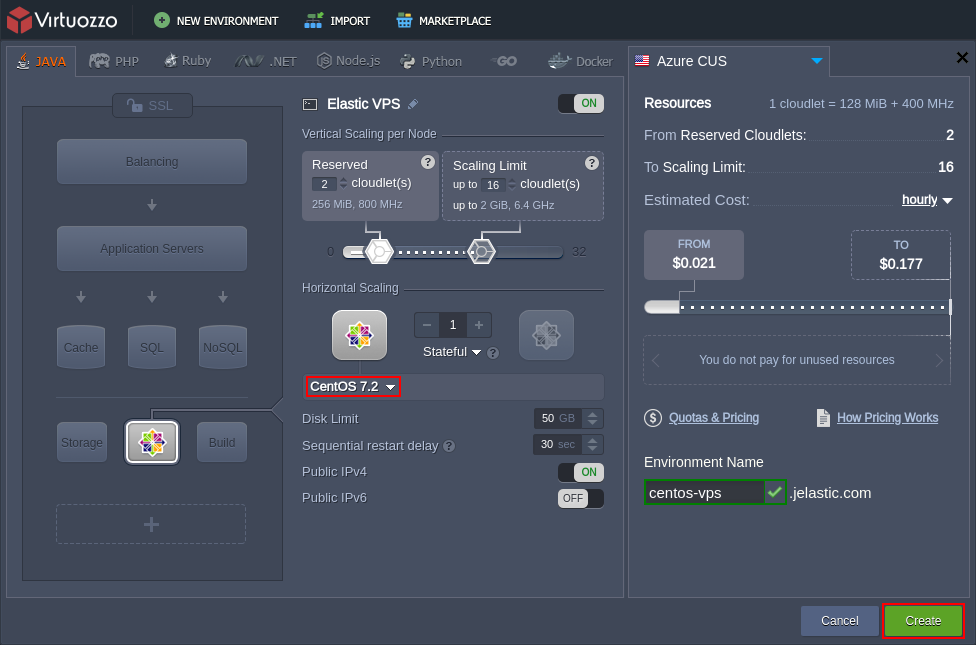 Virtuozzo
NEW ENVIRONMENT
IMPORT
MARKETPLACE
JAVA
PHP
Ruby
.NET
Node.js
Python
GO
Docker
Azure CUS
SSL
Balancing
Application Servers
Cache
SQL
NoSQL
Storage
Build
Elastic VPS
ON
Vertical Scaling per Node
Reserved ?
2 cloudlet(s)
256 MiB, 800 MHz
Scaling Limit ?
up to 16 cloudlet(s)
up to 2 GiB, 6.4 GHz
0
32
Horizontal Scaling
1
Stateful ?
CentOS 7.2
Disk Limit 50 GB
Sequential restart delay ? 30 sec
Public IPv4 ON
Public IPv6 OFF
Resources 1 cloudlet = 128 MiB + 400 MHz
From Reserved Cloudlets: 2
To Scaling Limit: 16
Estimated Cost: hourly
FROM
$0.021
TO
$0.177
You do not pay for unused resources
Quotas & Pricing
How Pricing Works
Environment Name
centos-vps .jelastic.com
Cancel
Create